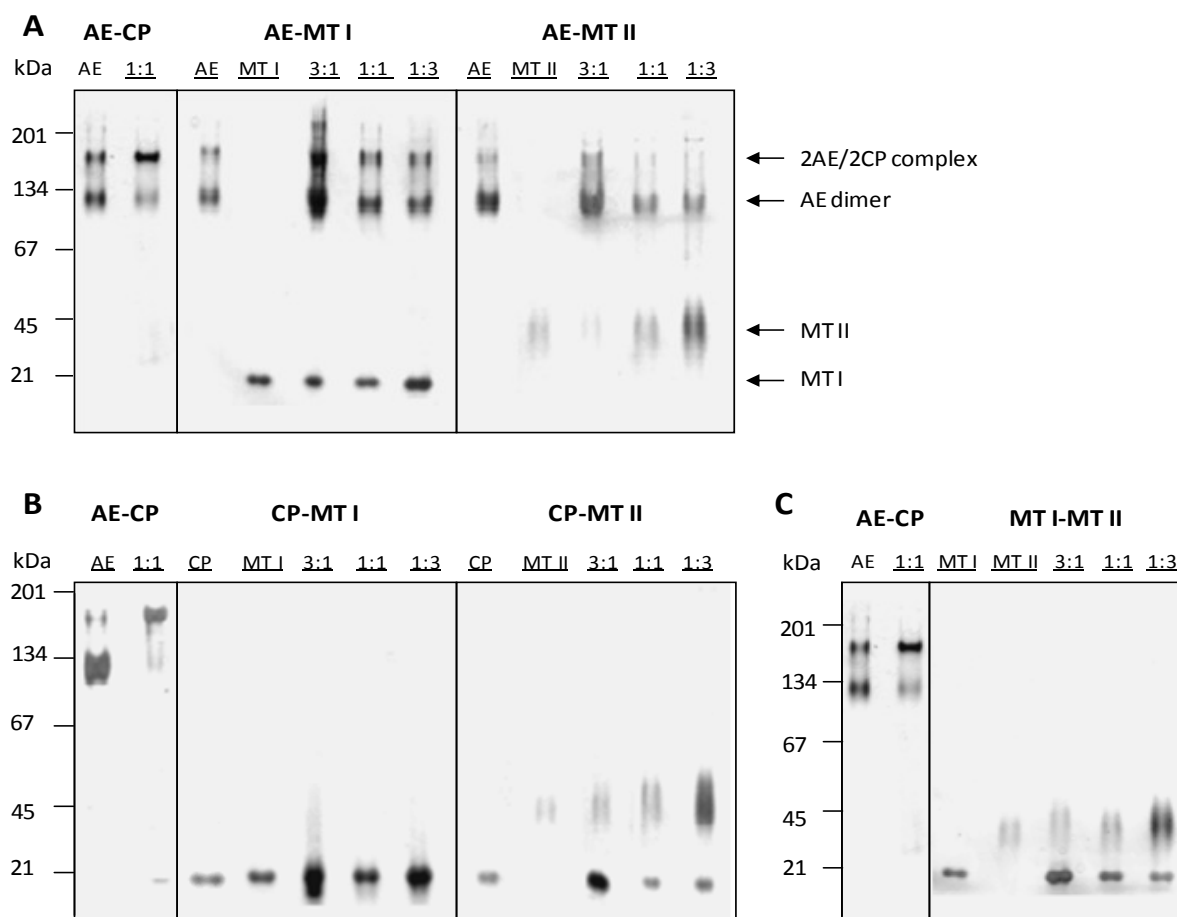 A
AE-CP AE-MT I AE-MT II
kDa AE 1:1 AE MT I 3:1 1:1 1:3 AE MT II 3:1 1:1 1:3
201
2AE/2CP complex
134
AE dimer
67
45
MT II
21
MT I
B
AE-CP CP-MT I CP-MT II
kDa AE 1:1 CP MT I 3:1 1:1 1:3 CP MT II 3:1 1:1 1:3
201
134
67
45
21
C
AE-CP MT I-MT II
kDa AE 1:1 MT I MT II 3:1 1:1 1:3
201
134
67
45
21